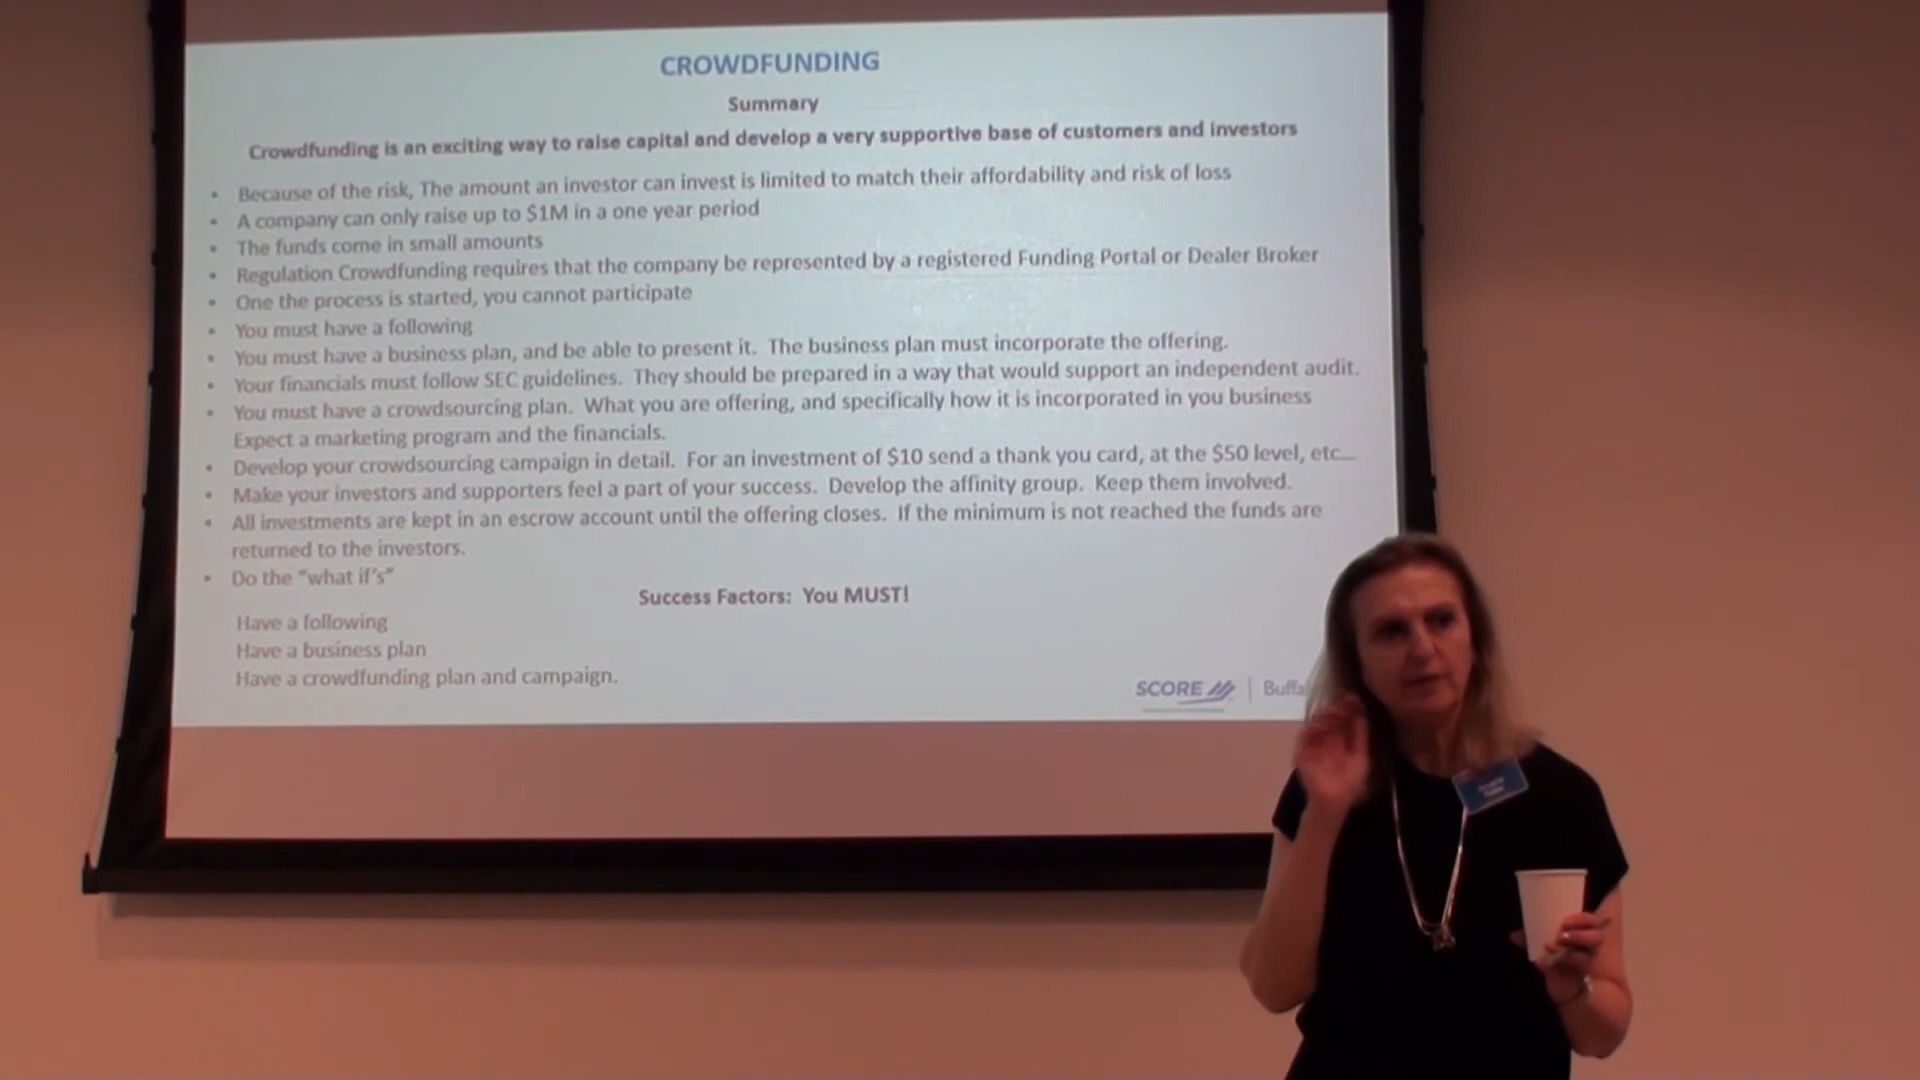 CROWDFUNDING
Summary
Crowdfunding is an exciting way to raise capital and develop a very supportive base of customers and investors
• Because of the risk, The amount an investor can invest is limited to match their affordability and risk of loss
• A company can only raise up to $1M in a one year period
• The funds come in small amounts
• Regulation Crowdfunding requires that the company be represented by a registered Funding Portal or Dealer Broker
• One the process is started, you cannot participate
• You must have a following
• You must have a business plan, and be able to present it. The business plan must incorporate the offering.
• Your financials must follow SEC guidelines. They should be prepared in a way that would support an independent audit.
• You must have a crowdsourcing plan. What you are offering, and specifically how it is incorporated in you business
Expect a marketing program and the financials.
• Develop your crowdsourcing campaign in detail. For an investment of $10 send a thank you card, at the $50 level, etc...
• Make your investors and supporters feel a part of your success. Develop the affinity group. Keep them involved.
• All investments are kept in an escrow account until the offering closes. If the minimum is not reached the funds are
returned to the investors.
• Do the "what if's"
Success Factors: You MUST!
Have a following
Have a business plan
Have a crowdfunding plan and campaign.
SCORE | Buffa